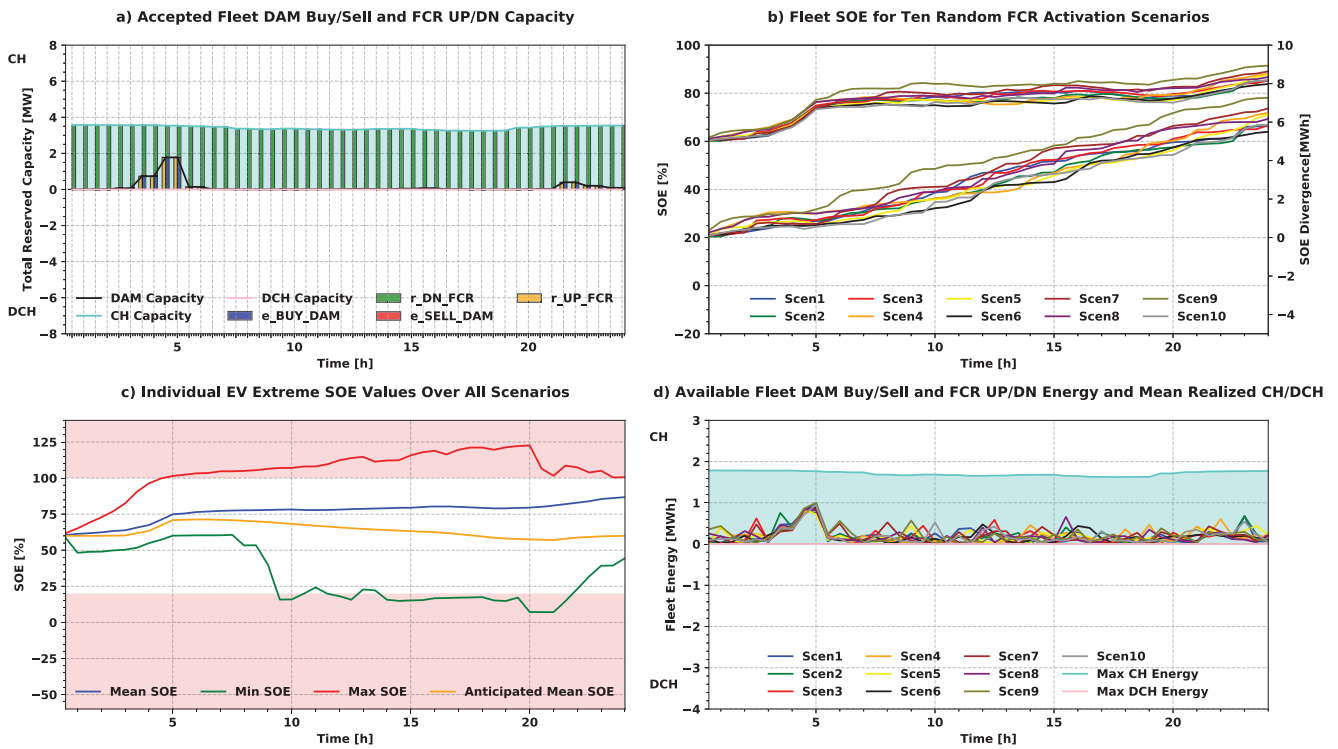 a) Accepted Fleet DAM Buy/Sell and FCR UP/DN Capacity
CH
Total Reserved Capacity [MW]
DCH
8
6
4
2
0
−2
−4
−6
−8
DAM Capacity
CH Capacity
DCH Capacity
e_BUY_DAM
r_DN_FCR
e_SELL_DAM
r_UP_FCR
5
10
15
20
Time [h]
b) Fleet SOE for Ten Random FCR Activation Scenarios
SOE [%]
100
80
60
40
20
0
−20
10
8
6
4
2
0
−2
−4
SOE Divergence[MWh]
Scen1
Scen2
Scen3
Scen4
Scen5
Scen6
Scen7
Scen8
Scen9
Scen10
5
10
15
20
Time [h]
c) Individual EV Extreme SOE Values Over All Scenarios
SOE [%]
125
100
75
50
25
0
−25
−50
Mean SOE
Min SOE
Max SOE
Anticipated Mean SOE
5
10
15
20
Time [h]
d) Available Fleet DAM Buy/Sell and FCR UP/DN Energy and Mean Realized CH/DCH
CH
Fleet Energy [MWh]
DCH
3
2
1
0
−1
−2
−3
−4
Scen1
Scen2
Scen3
Scen4
Scen5
Scen6
Scen7
Scen8
Scen9
Scen10
Max CH Energy
Max DCH Energy
5
10
15
20
Time [h]